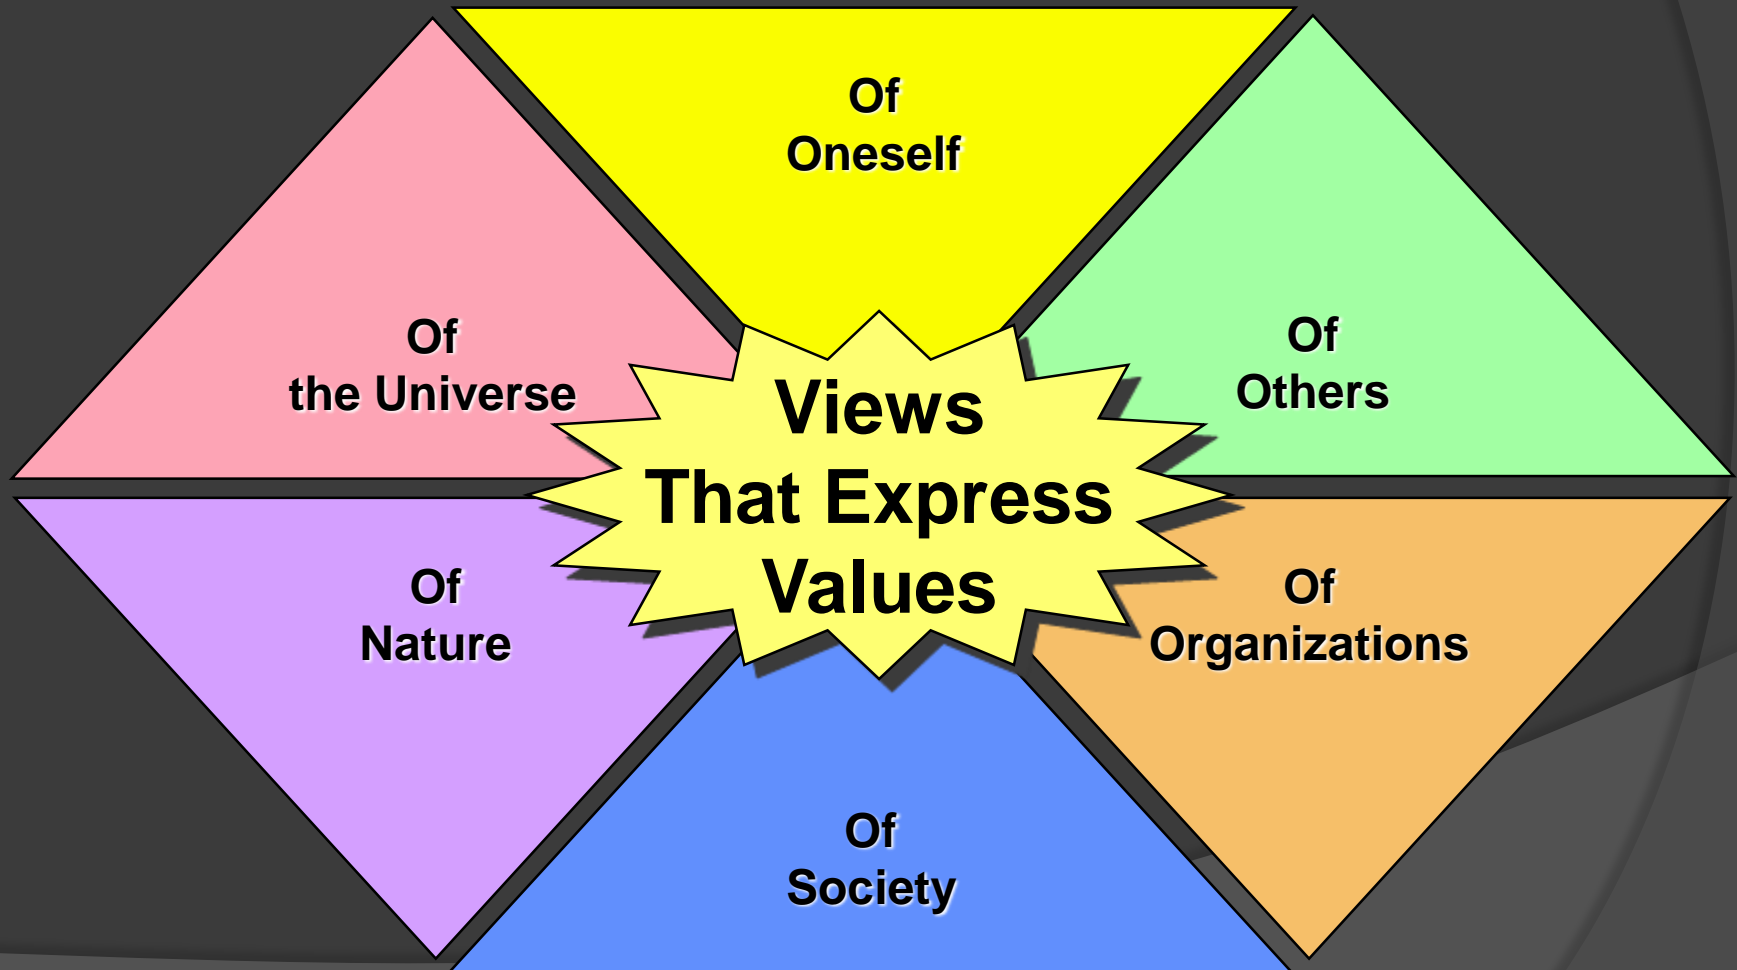 Of
Oneself
Of
the Universe
Of
Others
Views
That Express
Values
Of
Nature
Of
Organizations
Of
Society